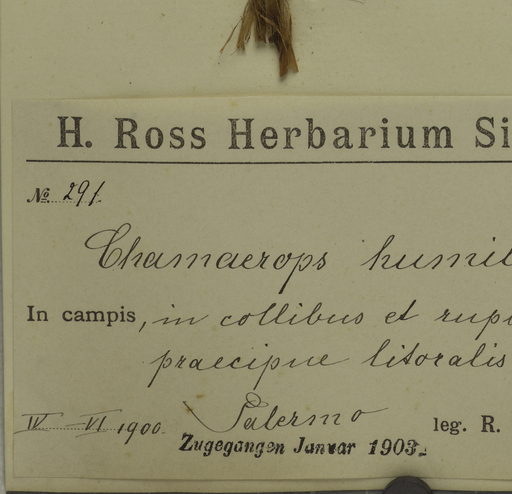 H. Ross Herbarium Si
No. 291.
Chamaerops humil
In campis, in collibus et rup
praecipue litoralis
IV - VI 1900. Palermo leg. R.
Zugegangen Januar 1903.